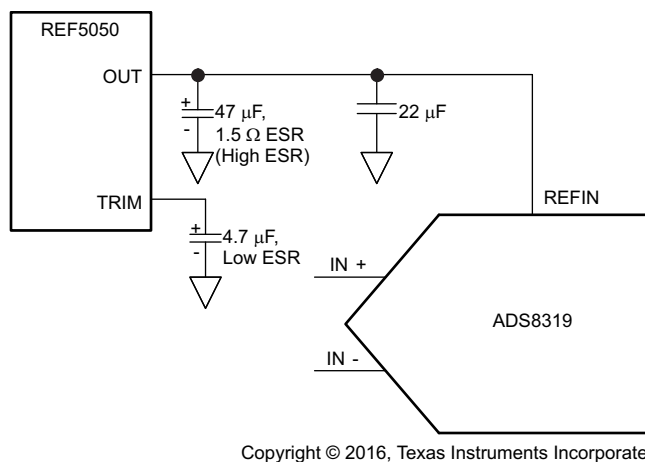 REF5050
OUT
+
-
47 μF,
1.5 Ω ESR
(High ESR)
22 μF
TRIM
+
-
4.7 μF,
Low ESR
REFIN
IN +
ADS8319
IN -
Copyright © 2016, Texas Instruments Incorporate